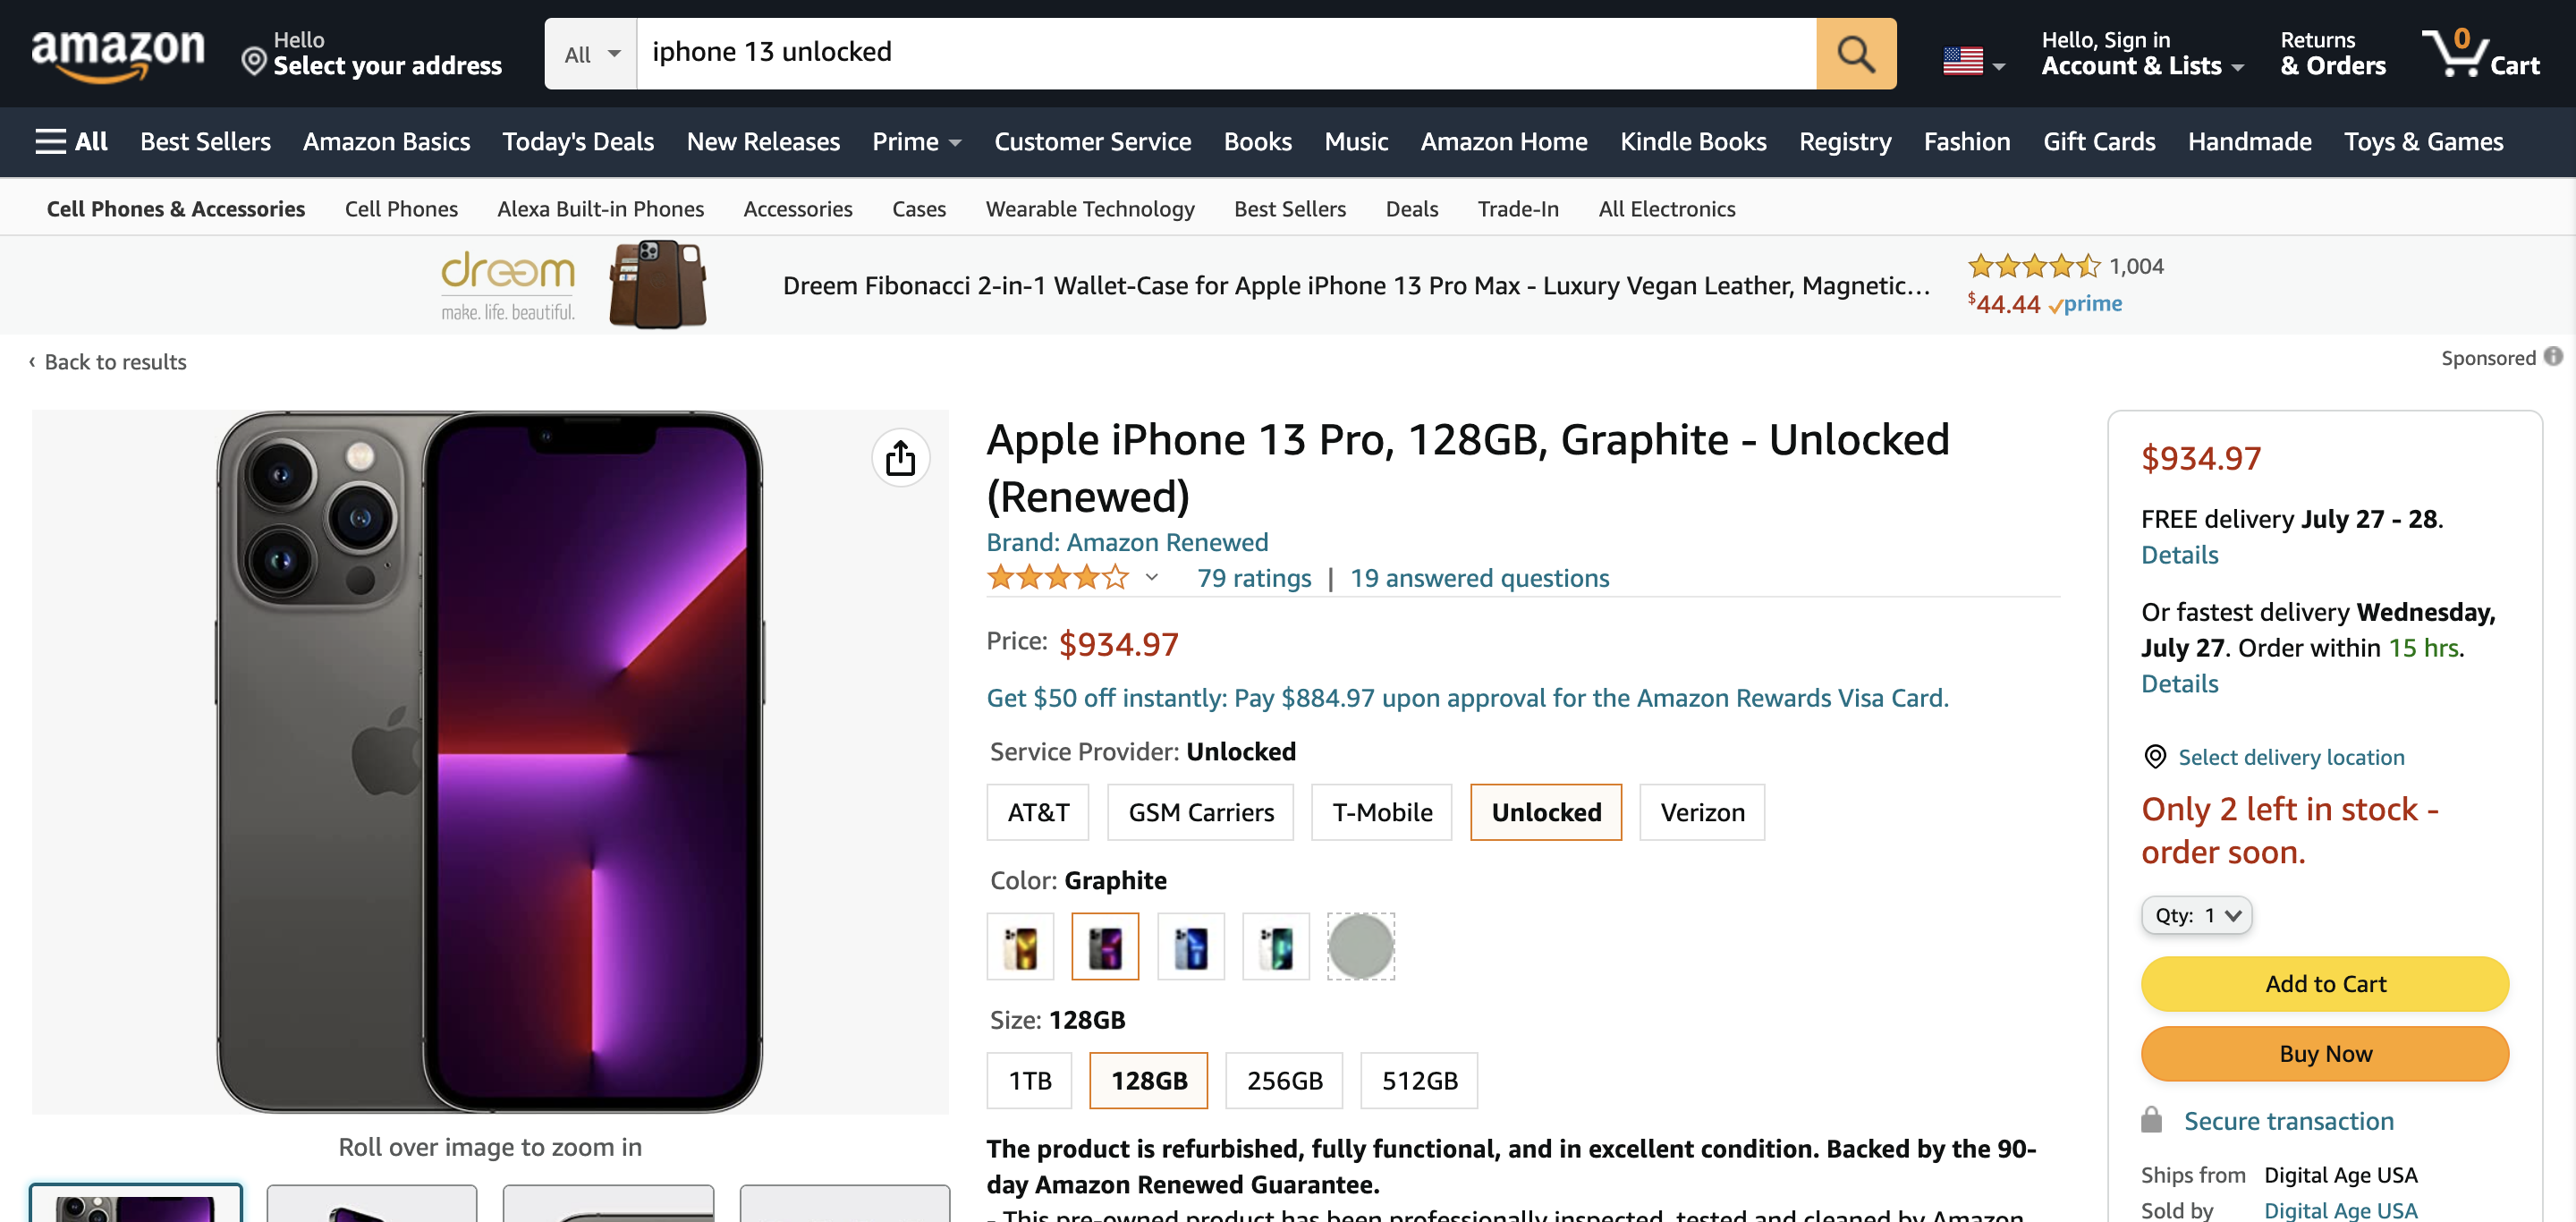 amazon
Hello
Select your address
All
iphone 13 unlocked
Hello, Sign in
Account & Lists
Returns
& Orders
0
Cart
All
Best Sellers
Amazon Basics
Today's Deals
New Releases
Prime
Customer Service
Books
Music
Amazon Home
Kindle Books
Registry
Fashion
Gift Cards
Handmade
Toys & Games
Cell Phones & Accessories
Cell Phones
Alexa Built-in Phones
Accessories
Cases
Wearable Technology
Best Sellers
Deals
Trade-In
All Electronics
dreem
make. life. beautiful.
Dreem Fibonacci 2-in-1 Wallet-Case for Apple iPhone 13 Pro Max - Luxury Vegan Leather, Magnetic...
1,004
$44.44 prime
‹ Back to results
Sponsored
Roll over image to zoom in
Apple iPhone 13 Pro, 128GB, Graphite - Unlocked
(Renewed)
Brand: Amazon Renewed
79 ratings | 19 answered questions
Price: $934.97
Get $50 off instantly: Pay $884.97 upon approval for the Amazon Rewards Visa Card.
Service Provider: Unlocked
AT&T
GSM Carriers
T-Mobile
Unlocked
Verizon
Color: Graphite
Size: 128GB
1TB
128GB
256GB
512GB
The product is refurbished, fully functional, and in excellent condition. Backed by the 90-
day Amazon Renewed Guarantee.
- This pre-owned product has been professionally inspected, tested and cleaned by Amazon
$934.97
FREE delivery July 27 - 28.
Details
Or fastest delivery Wednesday,
July 27. Order within 15 hrs.
Details
Select delivery location
Only 2 left in stock -
order soon.
Qty: 1
Add to Cart
Buy Now
Secure transaction
Ships from Digital Age USA
Sold by Digital Age USA